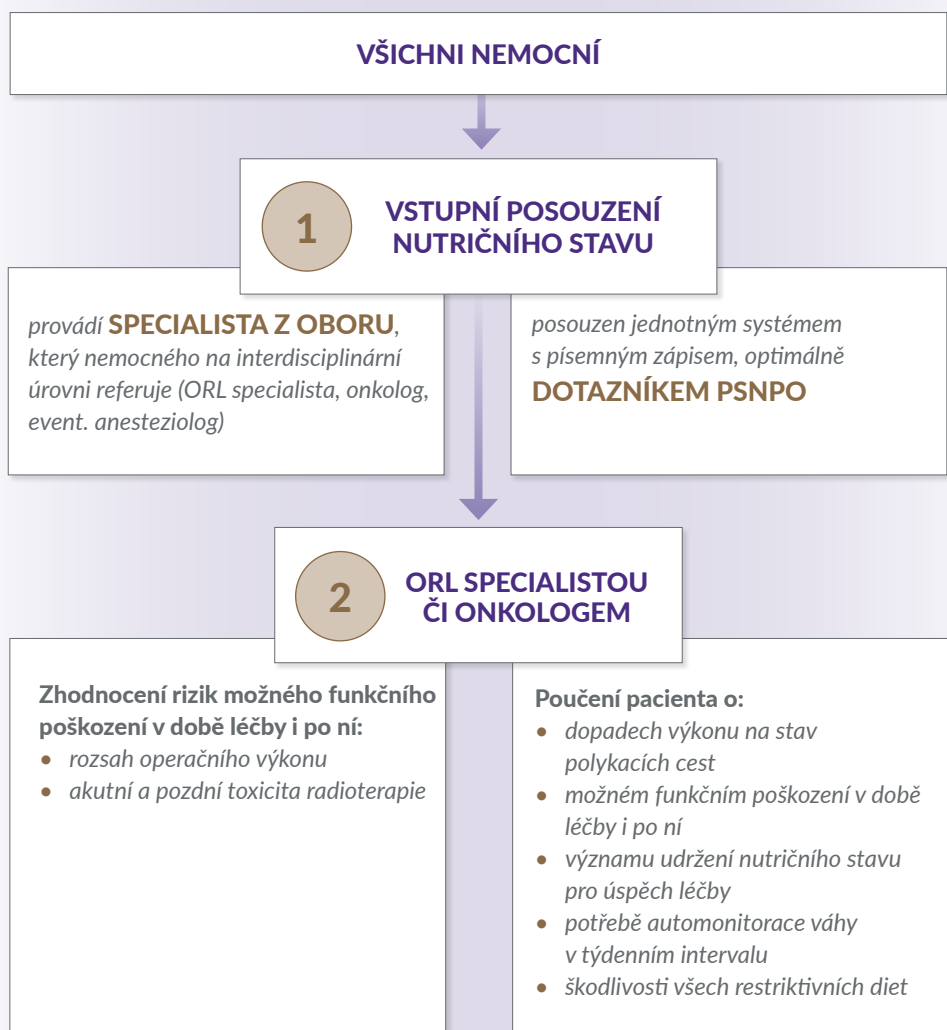 VŠICHNI NEMOCNÍ
1
VSTUPNÍ POSOUZENÍ
NUTRIČNÍHO STAVU
provádí SPECIALISTA Z OBORU,
který nemocného na interdisciplinární
úrovni referuje (ORL specialista, onkolog,
event. anesteziolog)
posouzen jednotným systémem
s písemným zápisem, optimálně
DOTAZNÍKEM PSNPO
2
ORL SPECIALISTOU
ČI ONKOLOGEM
Zhodnocení rizik možného funkčního
poškození v době léčby i po ní:
• rozsah operačního výkonu
• akutní a pozdní toxicita radioterapie
Poučení pacienta o:
• dopadech výkonu na stav
polykacích cest
• možném funkčním poškození v době
léčby i po ní
• významu udržení nutričního stavu
pro úspěch léčby
• potřebě automonitorace váhy
v týdenním intervalu
• škodlivosti všech restriktivních diet